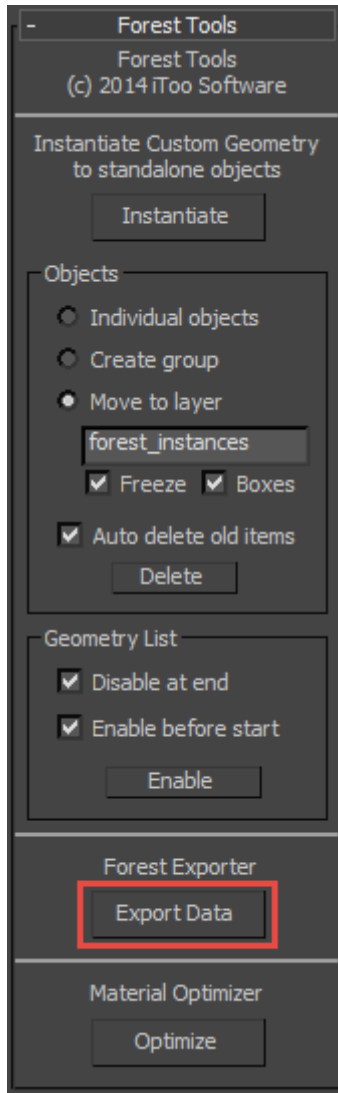 - Forest Tools
Forest Tools
(c) 2014 iToo Software
Instantiate Custom Geometry
to standalone objects
Instantiate
Objects
Individual objects
Create group
Move to layer
forest_instances
Freeze Boxes
Auto delete old items
Delete
Geometry List
Disable at end
Enable before start
Enable
Forest Exporter
Export Data
Material Optimizer
Optimize